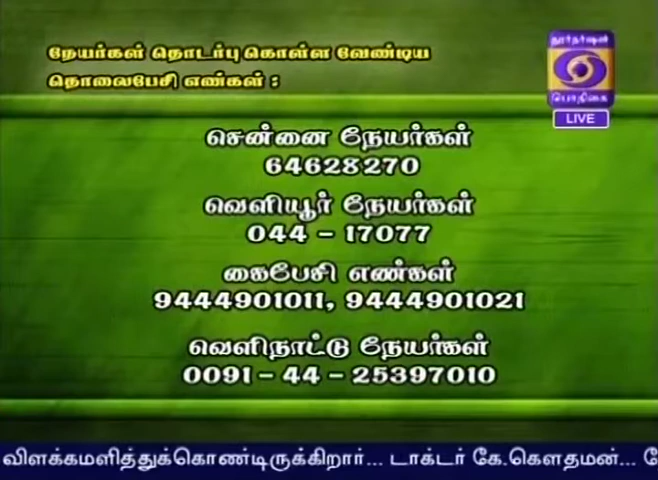 நேயர்கள் தொடர்பு கொள்ள வேண்டிய
தொலைபேசி எண்கள் :
தூர்தர்ஷன்
பொதிகை
LIVE
சென்னை நேயர்கள்
64628270
வெளியூர் நேயர்கள்
044 – 17077
கைபேசி எண்கள்
9444901011, 9444901021
வெளிநாட்டு நேயர்கள்
0091 – 44 – 25397010
விளக்கமளித்துக்கொண்டிருக்கிறார்... டாக்டர் கே.கௌதமன்...